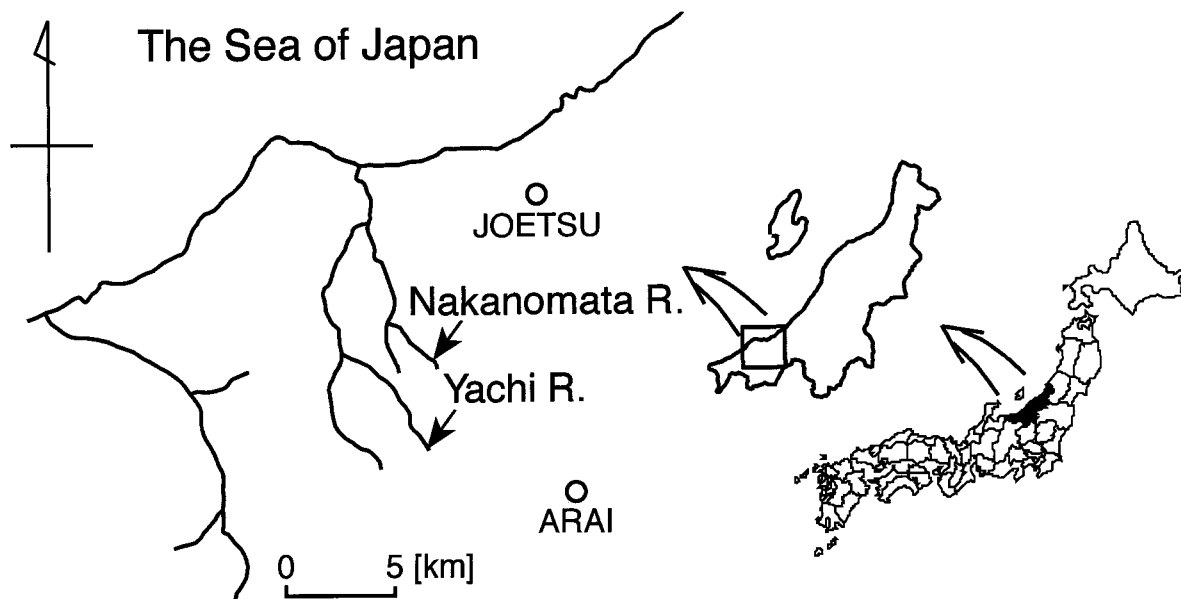 The Sea of Japan
JOETSU
Nakanomata R.
Yachi R.
ARAI
0 5 [km]